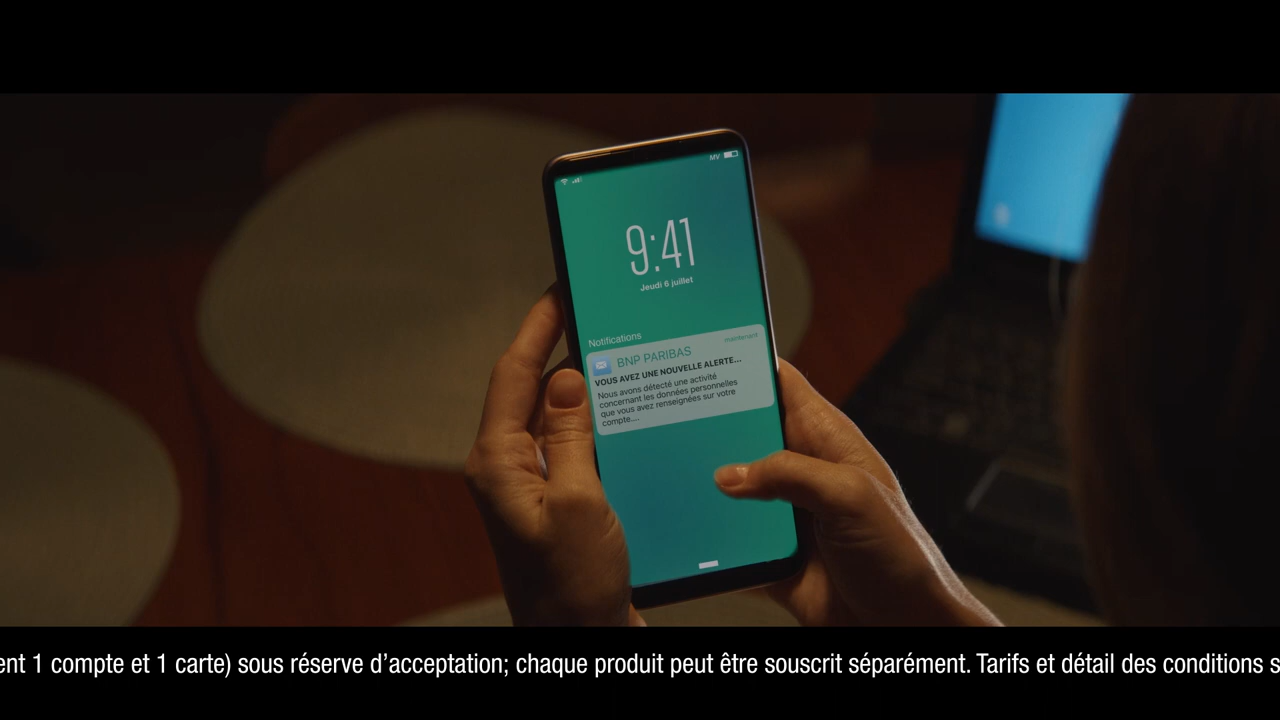 MV
9:41
Jeudi 6 juillet
Notifications
BNP PARIBAS
maintenant
VOUS AVEZ UNE NOUVELLE ALERTE...
Nous avons détecté une activité
concernant les données personnelles
que vous avez renseignées sur votre
compte....
ent 1 compte et 1 carte) sous réserve d’acceptation; chaque produit peut être souscrit séparément. Tarifs et détail des conditions s